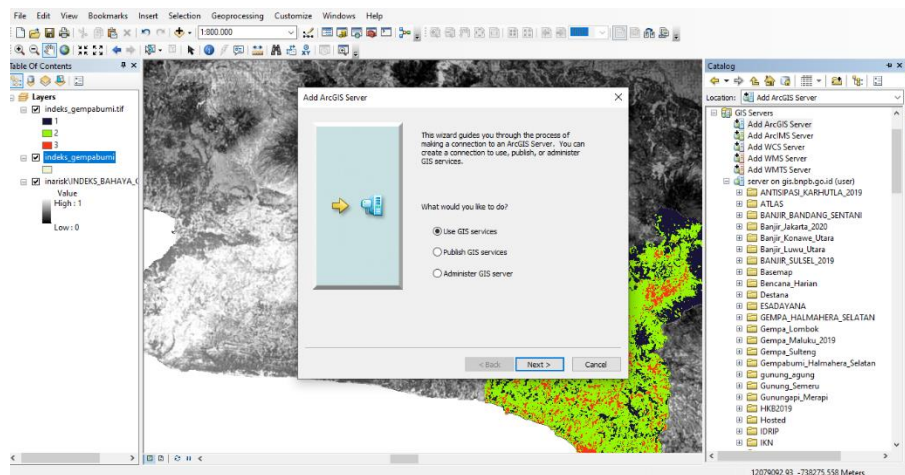 File Edit View Bookmarks Insert Selection Geoprocessing Customize Windows Help
1:800.000
Table Of Contents
Layers
indeks_gempabumi.tif
1
2
3
indeks_gempabumi
inarisk\INDEKS_BAHAYA_(
Value
High : 1
Low : 0
Add ArcGIS Server
This wizard guides you through the process of
making a connection to an ArcGIS Server. You can
create a connection to use, publish, or administer
GIS services.
What would you like to do?
Use GIS services
Publish GIS services
Administer GIS server
< Back Next > Cancel
Catalog
Location: Add ArcGIS Server
GIS Servers
Add ArcGIS Server
Add ArcIMS Server
Add WCS Server
Add WMS Server
Add WMTS Server
server on gis.bnpb.go.id (user)
ANTISIPASI_KARHUTLA_2019
ATLAS
BANJIR_BANDANG_SENTANI
Banjir_Jakarta_2020
Banjir_Konawe_Utara
Banjir_Luwu_Utara
BANJIR_SULSEL_2019
Basemap
Bencana_Harian
Destana
ESADAYANA
GEMPA_HALMAHERA_SELATAN
Gempa_Lombok
Gempa_Maluku_2019
Gempa_Sulteng
Gempabumi_Halmahera_Selatan
gunung_agung
Gunung_Semeru
Gunungapi_Merapi
HKB2019
Hosted
IDRIP
IKN
12079092,93 -738275,558 Meters